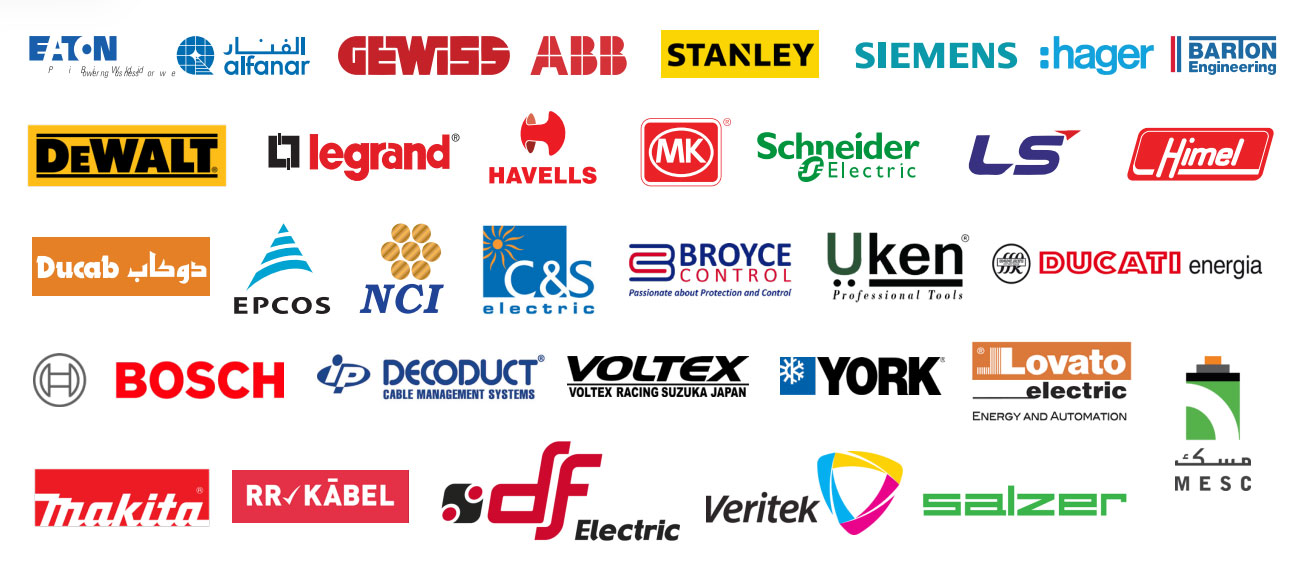 EATON
الفنار
alfanar
GEWISS
ABB
STANLEY
SIEMENS
:hager
BARTON
Engineering
DEWALT®
legrand®
HAVELLS
MK®
Schneider
Electric
LS
Himel
Ducab دوكاب
EPCOS
NCI
C&S
electric
BROYCE
CONTROL
Passionate about Protection and Control
Uken®
Professional Tools
DUCATI energia
BOSCH
DECODUCT®
CABLE MANAGEMENT SYSTEMS
VOLTEX
VOLTEX RACING SUZUKA JAPAN
YORK®
® Lovato
electric
ENERGY AND AUTOMATION
مسك
MESC
makita®
RR KĀBEL
df
Electric
Veritek
salzer